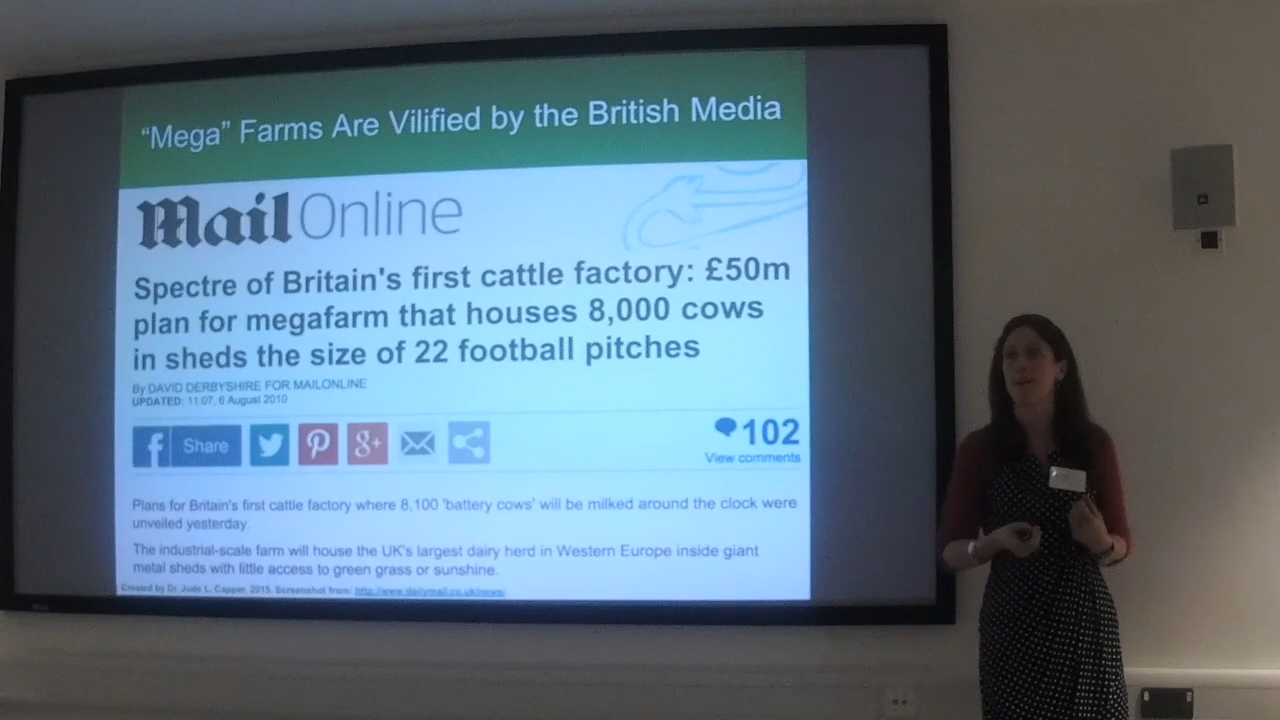 “Mega” Farms Are Vilified by the British Media
Mail Online
Spectre of Britain's first cattle factory: £50m
plan for megafarm that houses 8,000 cows
in sheds the size of 22 football pitches
By DAVID DERBYSHIRE FOR MAILONLINE
UPDATED: 11:07, 6 August 2010
f Share g+ 102
View comments
Plans for Britain's first cattle factory where 8,100 'battery cows' will be milked around the clock were
unveiled yesterday.
The industrial-scale farm will house the UK's largest dairy herd in Western Europe inside giant
metal sheds with little access to green grass or sunshine.
Created by Dr. Jude L. Capper, 2015. Screenshot from: http://www.dailymail.co.uk/news/